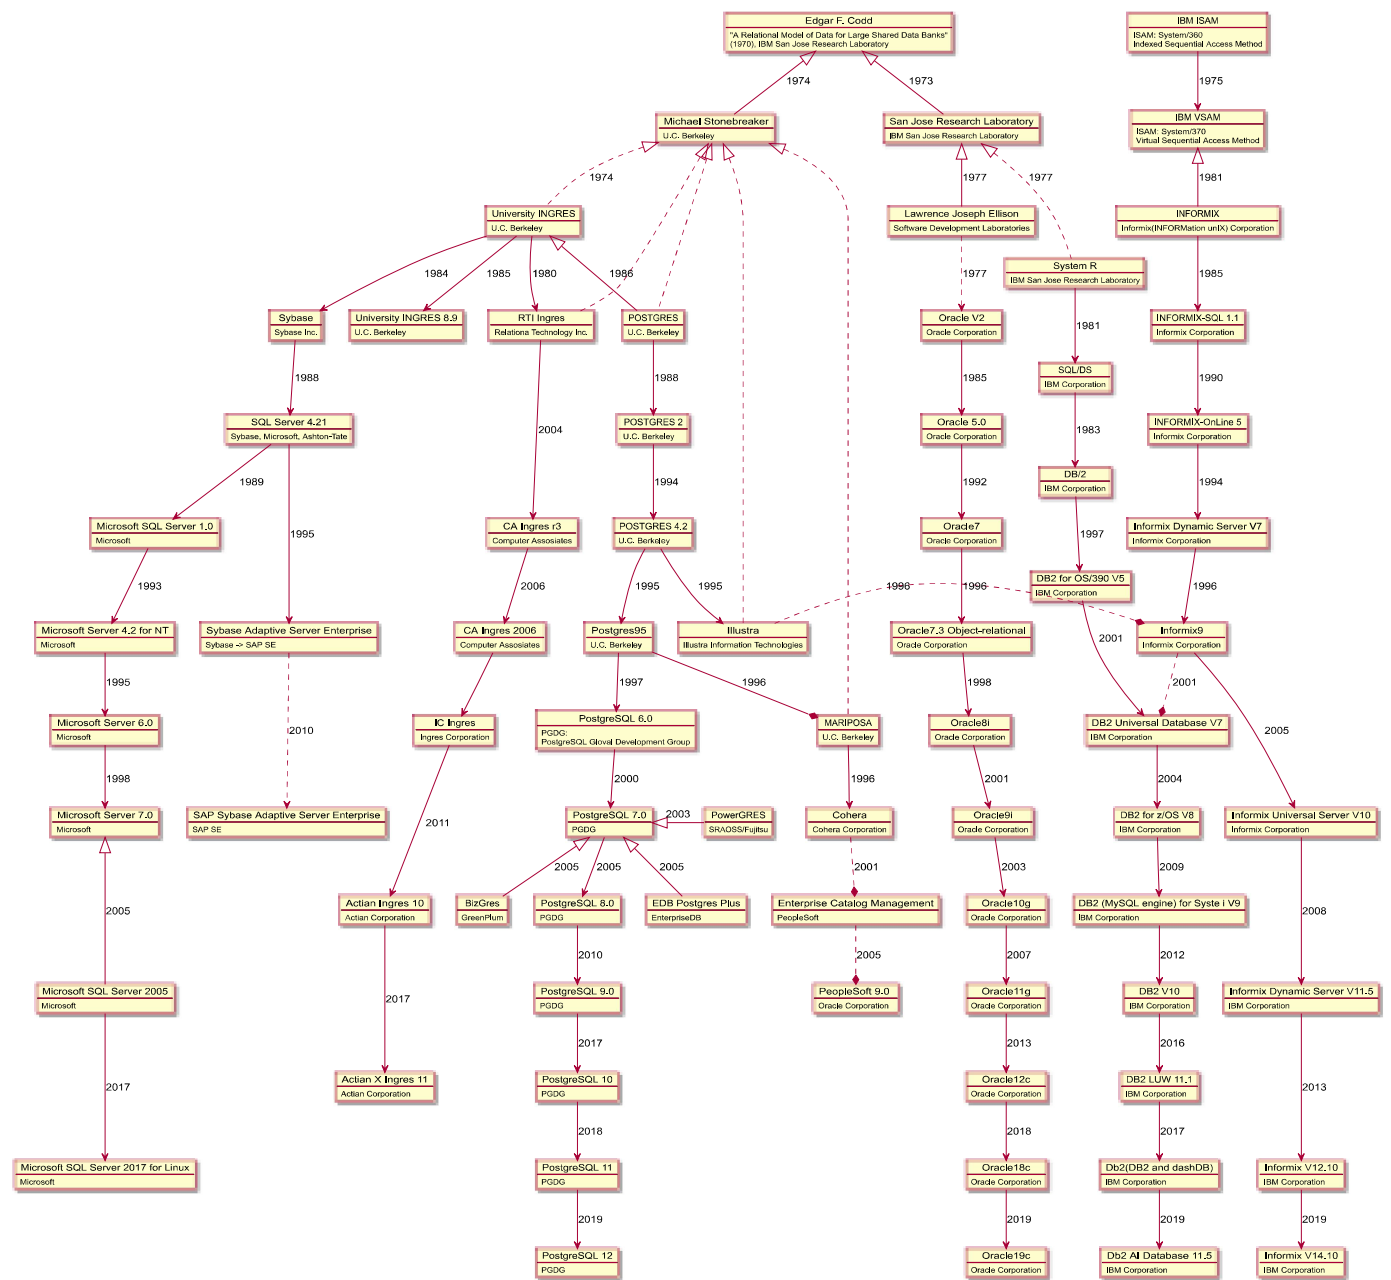 Edgar F. Codd
"A Relational Model of Data for Large Shared Data Banks"
(1970), IBM San Jose Research Laboratory
IBM ISAM
ISAM: System/360
Indexed Sequential Access Method
1974
1973
1975
Michael Stonebreaker
U.C. Berkeley
San Jose Research Laboratory
IBM San Jose Research Laboratory
IBM VSAM
ISAM: System/370
Virtual Sequential Access Method
1974
1977
1977
1981
University INGRES
U.C. Berkeley
Lawrence Joseph Ellison
Software Development Laboratories
INFORMIX
Informix(INFORMation unIX) Corporation
System R
IBM San Jose Research Laboratory
1984
1985
1980
1986
1977
1985
Sybase
Sybase Inc.
University INGRES 8.9
U.C. Berkeley
RTI Ingres
Relationa Technology Inc.
POSTGRES
U.C. Berkeley
Oracle V2
Oracle Corporation
1981
INFORMIX-SQL 1.1
Informix Corporation
1988
1988
1985
SQL/DS
IBM Corporation
1990
SQL Server 4.21
Sybase, Microsoft, Ashton-Tate
2004
POSTGRES 2
U.C. Berkeley
Oracle 5.0
Oracle Corporation
1983
INFORMIX-OnLine 5
Informix Corporation
1989
1995
1994
1992
DB/2
IBM Corporation
1994
Microsoft SQL Server 1.0
Microsoft
CA Ingres r3
Computer Assosiates
POSTGRES 4.2
U.C. Berkeley
Oracle7
Oracle Corporation
1997
Informix Dynamic Server V7
Informix Corporation
1993
2006
1995
1995
1996
1996
DB2 for OS/390 V5
IBM Corporation
1996
Microsoft Server 4.2 for NT
Microsoft
Sybase Adaptive Server Enterprise
Sybase -> SAP SE
CA Ingres 2006
Computer Assosiates
Postgres95
U.C. Berkeley
Illustra
Illustra Information Technologies
Oracle7.3 Object-relational
Oracle Corporation
2001
Informix9
Informix Corporation
1995
1997
1996
1998
2001
2005
Microsoft Server 6.0
Microsoft
2010
IC Ingres
Ingres Corporation
PostgreSQL 6.0
PGDG:
PostgreSQL Gloval Development Group
MARIPOSA
U.C. Berkeley
Oracle8i
Oracle Corporation
DB2 Universal Database V7
IBM Corporation
1998
2000
1996
2001
2004
Microsoft Server 7.0
Microsoft
SAP Sybase Adaptive Server Enterprise
SAP SE
2011
PostgreSQL 7.0
PGDG
2003
PowerGRES
SRAOSS/Fujitsu
Cohera
Cohera Corporation
Oracle9i
Oracle Corporation
DB2 for z/OS V8
IBM Corporation
Informix Universal Server V10
Informix Corporation
2005
2005
2005
2005
2001
2003
2009
2008
Actian Ingres 10
Actian Corporation
BizGres
GreenPlum
PostgreSQL 8.0
PGDG
EDB Postgres Plus
EnterpriseDB
Enterprise Catalog Management
PeopleSoft
Oracle10g
Oracle Corporation
DB2 (MySQL engine) for Syste i V9
IBM Corporation
2010
2005
2007
2012
Microsoft SQL Server 2005
Microsoft
2017
PostgreSQL 9.0
PGDG
PeopleSoft 9.0
Oracle Corporation
Oracle11g
Oracle Corporation
DB2 V10
IBM Corporation
Informix Dynamic Server V11.5
IBM Corporation
2017
2017
2013
2016
2013
Actian X Ingres 11
Actian Corporation
PostgreSQL 10
PGDG
Oracle12c
Oracle Corporation
DB2 LUW 11.1
IBM Corporation
2018
2018
2017
Microsoft SQL Server 2017 for Linux
Microsoft
PostgreSQL 11
PGDG
Oracle18c
Oracle Corporation
Db2(DB2 and dashDB)
IBM Corporation
Informix V12.10
IBM Corporation
2019
2019
2019
2019
PostgreSQL 12
PGDG
Oracle19c
Oracle Corporation
Db2 AI Database 11.5
IBM Corporation
Informix V14.10
IBM Corporation